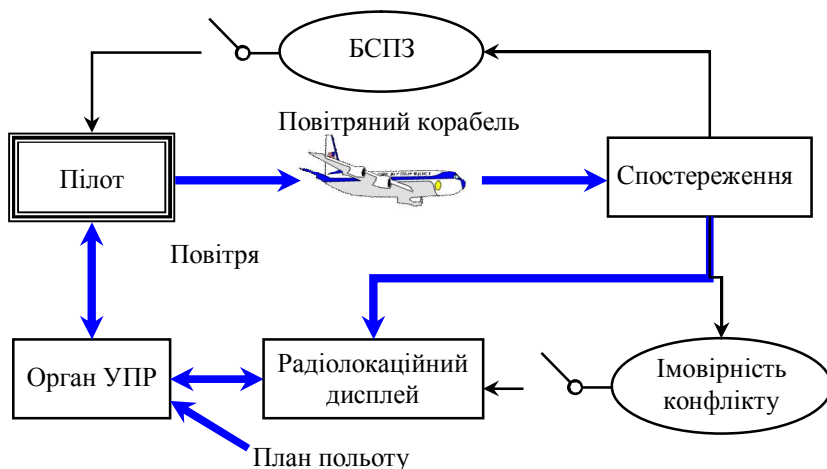 БСПЗ
Повітряний корабель
Пілот
Спостереження
Повітря
Орган УПР
Радіолокаційний
дисплей
Імовірність
конфлікту
План польоту